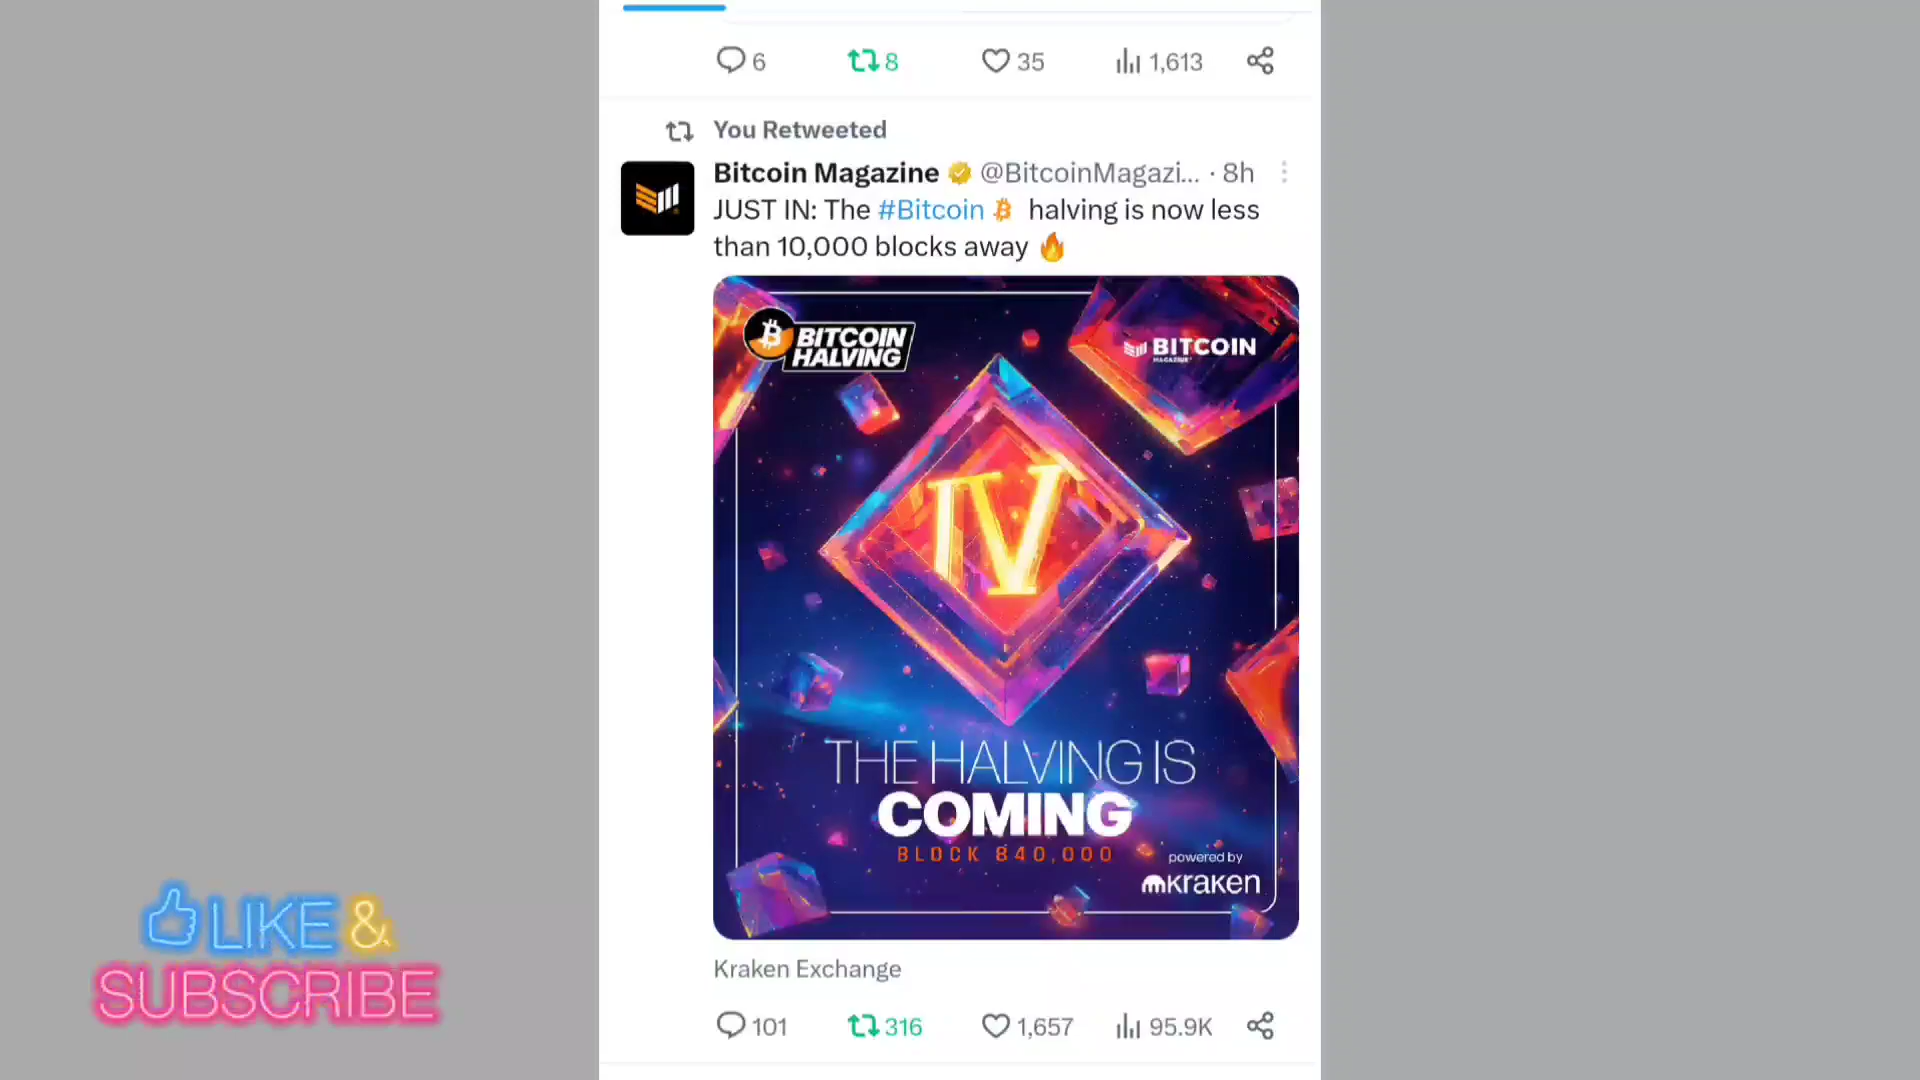 6 8 35 1,613
You Retweeted
Bitcoin Magazine @BitcoinMagazi... · 8h
JUST IN: The #Bitcoin halving is now less
than 10,000 blocks away 🔥
BITCOIN
HALVING
BITCOIN
MAGAZINE
IV
THE HALVING IS
COMING
BLOCK 840,000
powered by
kraken
Kraken Exchange
101 316 1,657 95.9K
LIKE &
SUBSCRIBE